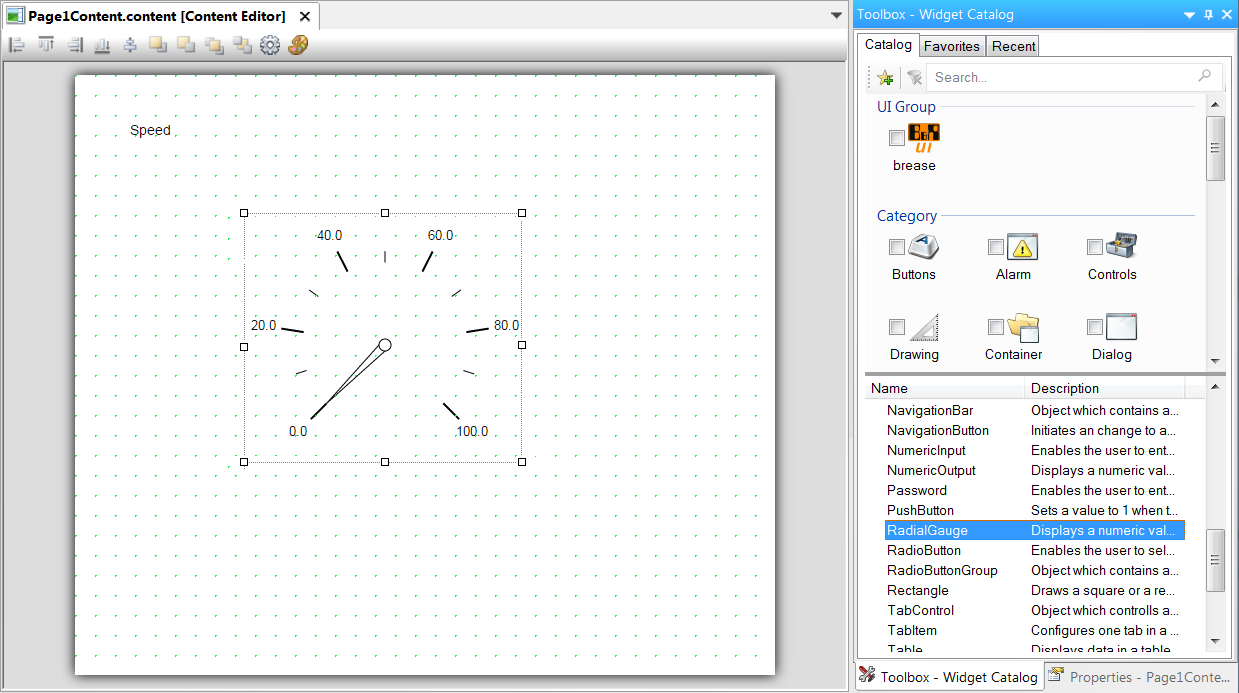 Page1Content.content [Content Editor]
Speed
40.0
60.0
20.0
80.0
0.0
100.0
Toolbox - Widget Catalog
Catalog
Favorites
Recent
Search...
UI Group
B&R
UI
brease
Category
Buttons
Alarm
Controls
Drawing
Container
Dialog
Name Description
NavigationBar Object which contains a...
NavigationButton Initiates an change to a...
NumericInput Enables the user to ent...
NumericOutput Displays a numeric val...
Password Enables the user to ent...
PushButton Sets a value to 1 when t...
RadialGauge Displays a numeric val...
RadioButton Enables the user to sel...
RadioButtonGroup Object which contains a...
Rectangle Draws a square or a re...
TabControl Object which controlls a...
TabItem Configures one tab in a ...
Table Displays data in a table
Toolbox - Widget Catalog
Properties - Page1Conte...